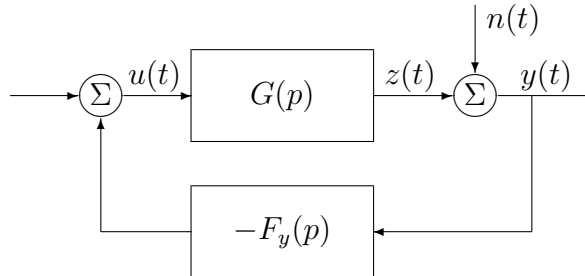 n(t)
u(t)
z(t)
y(t)
Σ
G(p)
Σ
−F_y(p)